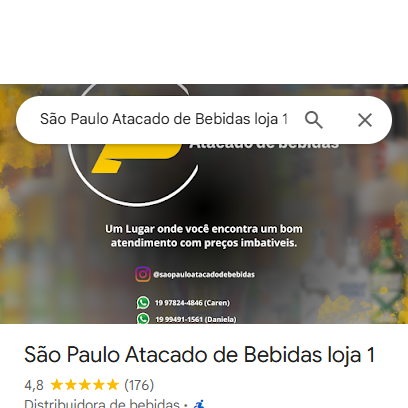 São Paulo Atacado de Bebidas loja 1
Atacado de bebidas
Um Lugar onde você encontra um bom
atendimento com preços imbatíveis.
@saopauloatacadodebebidas
19 97824-4846 (Caren)
19 99491-1561 (Daniela)
São Paulo Atacado de Bebidas loja 1
4,8 ★★★★★ (176)
Distribuidora de bebidas ·